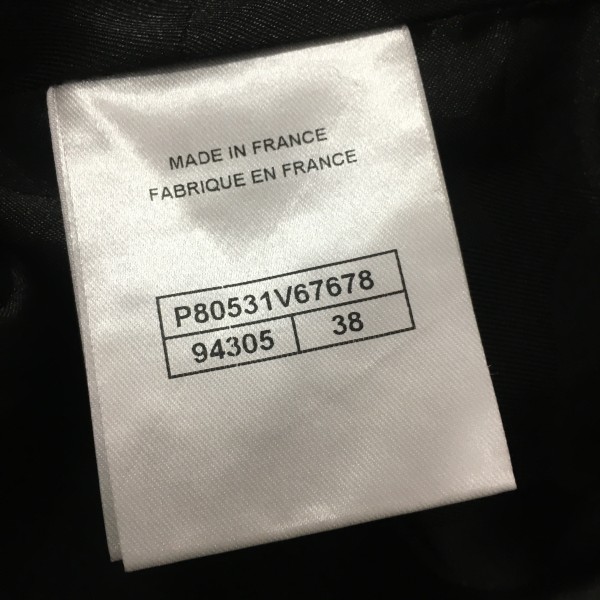 MADE IN FRANCE
FABRIQUE EN FRANCE
P80531V67678
94305 38